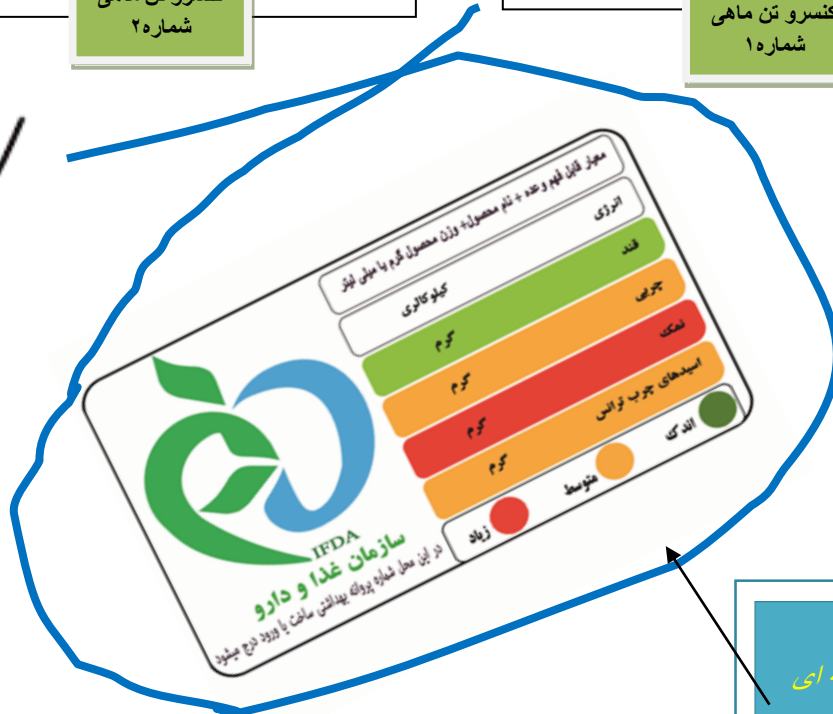 کنسرو تن ماهی
شماره۱
شماره۲
معیار قابل فهم وعده + نام محصول+ وزن محصول گرم یا میلی لیتر
انرژی کیلوکالری
قند گرم
چربی گرم
نمک گرم
اسیدهای چرب ترانس گرم
اندک متوسط زیاد
IFDA
سازمان غذا و دارو
در این محل شماره پروانه بهداشتی ساخت یا ورود درج میشود
ای